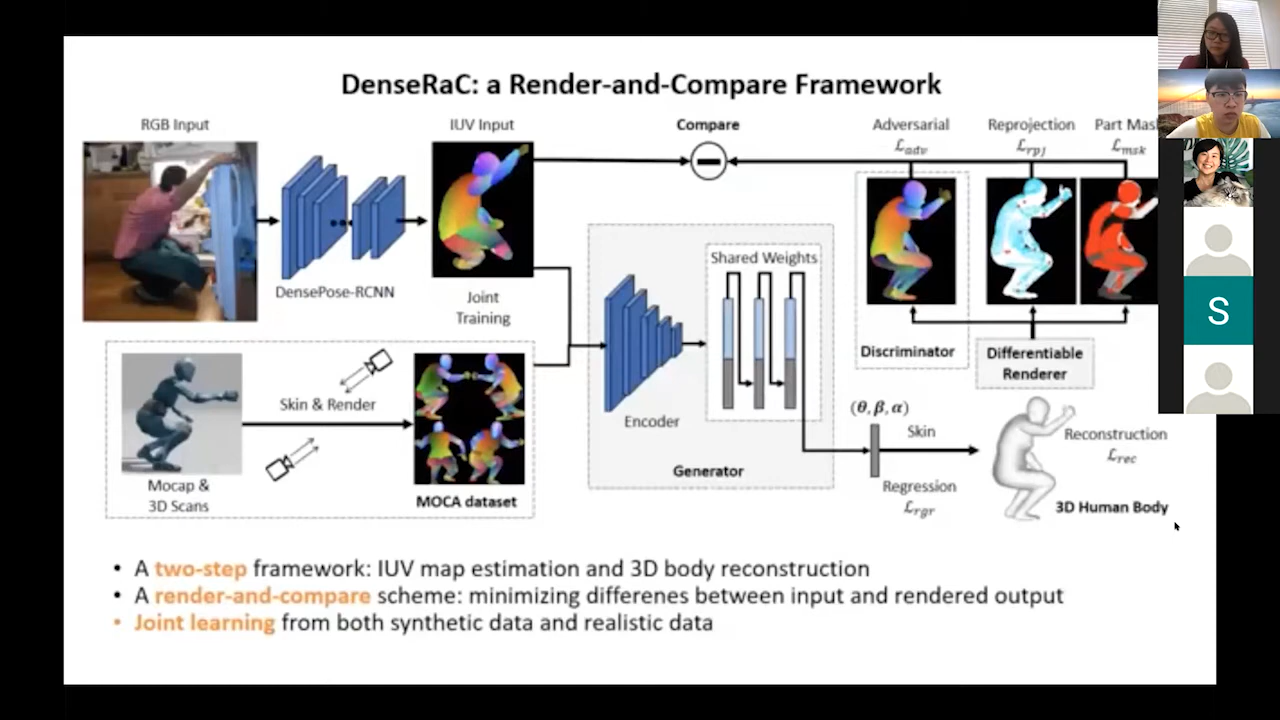 DenseRaC: a Render-and-Compare Framework
RGB Input
IUV Input
Compare
Adversarial
Reprojection
Part Mas
ℒadv
ℒrpj
ℒmsk
DensePose-RCNN
Joint
Training
Shared Weights
Discriminator
Differentiable
Renderer
Skin & Render
Encoder
Generator
Mocap &
3D Scans
MOCA dataset
(θ, β, α)
Skin
Regression
ℒrgr
Reconstruction
ℒrec
3D Human Body
• A two-step framework: IUV map estimation and 3D body reconstruction
• A render-and-compare scheme: minimizing differenes between input and rendered output
• Joint learning from both synthetic data and realistic data
S